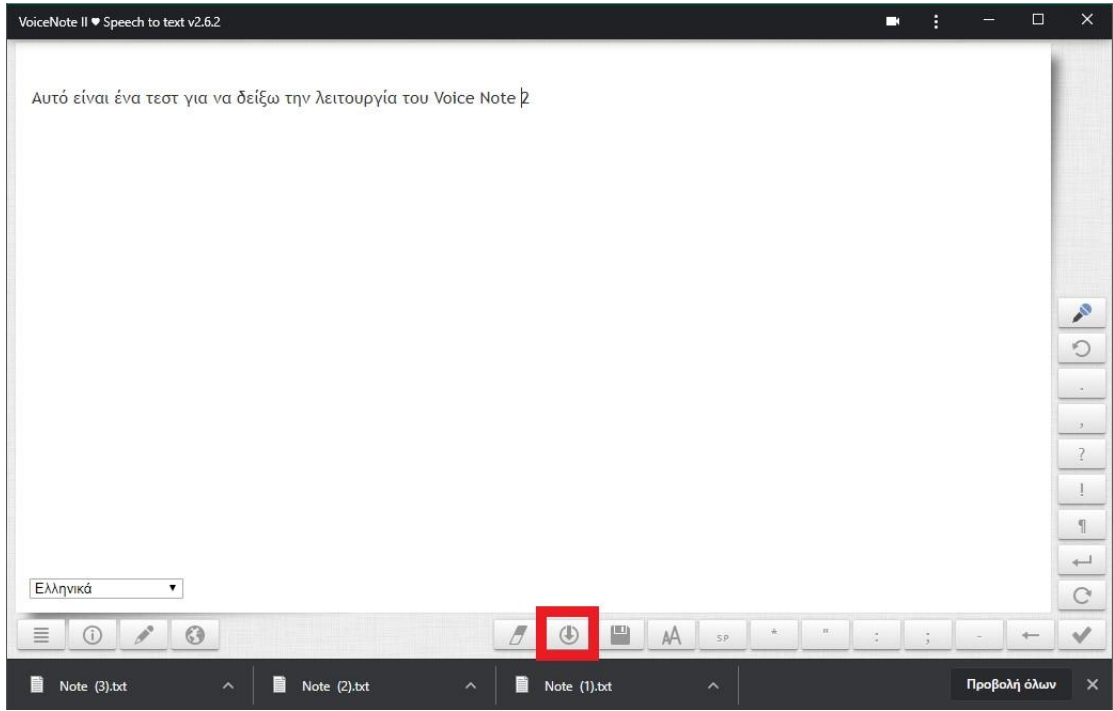 VoiceNote II ♥ Speech to text v2.6.2
Αυτό είναι ένα τεστ για να δείξω την λειτουργία του Voice Note 2
.
,
?
!
¶
Ελληνικά
AA SP * " : ; -
Note (3).txt Note (2).txt Note (1).txt Προβολή όλων